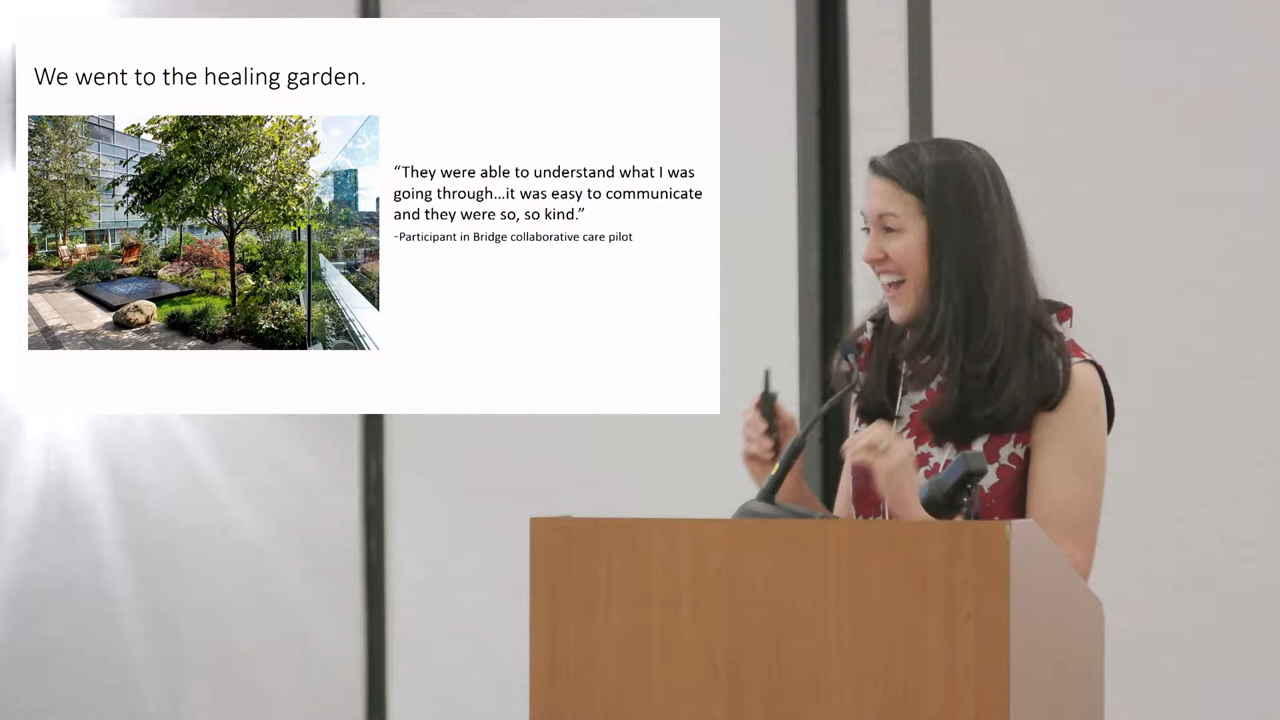 We went to the healing garden.
“They were able to understand what I was
going through...it was easy to communicate
and they were so, so kind.”
-Participant in Bridge collaborative care pilot